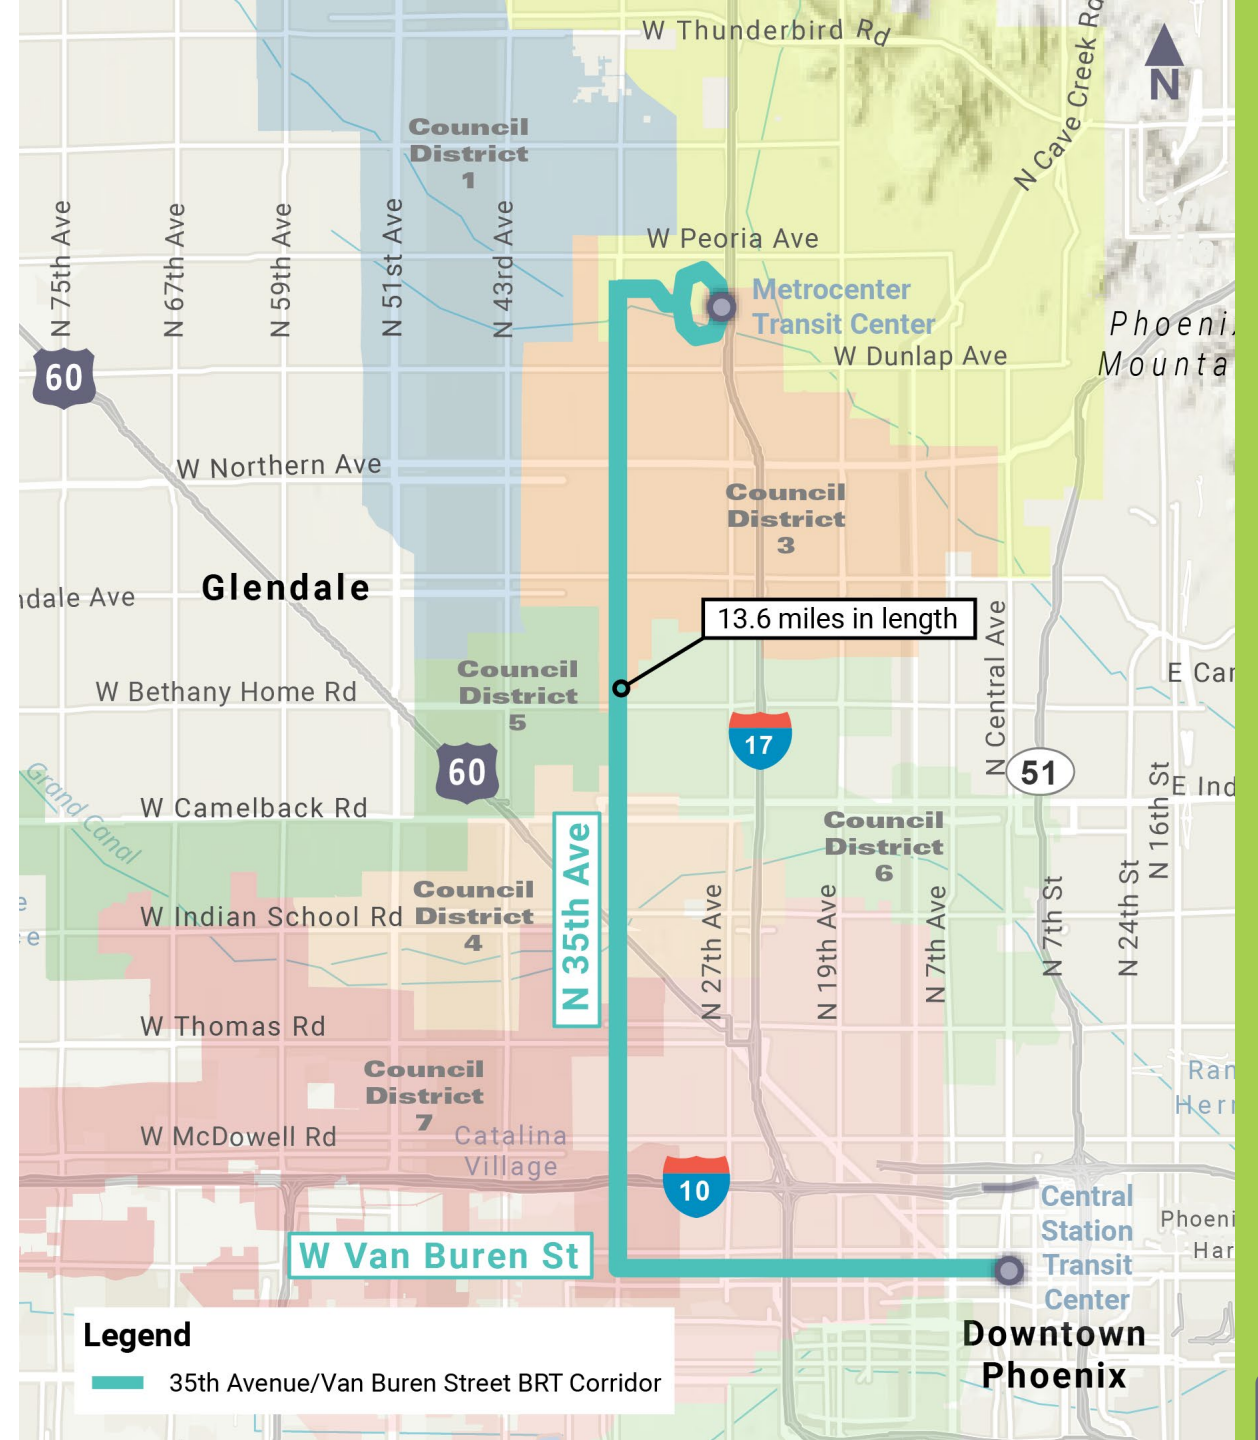 W Thunderbird Rd
N Cave Creek Rd
N
Council
District
1
N 75th Ave
N 67th Ave
N 59th Ave
N 51st Ave
N 43rd Ave
W Peoria Ave
Metrocenter
Transit Center
W Dunlap Ave
60
W Northern Ave
Council
District
3
Glendale
13.6 miles in length
N Central Ave
Council
District
5
W Bethany Home Rd
17
60
51
Grand Canal
W Camelback Rd
N 16th St
Council
District
6
N 35th Ave
Council
District
4
W Indian School Rd
N 27th Ave
N 19th Ave
N 7th Ave
N 7th St
N 24th St
W Thomas Rd
Council
District
7
W McDowell Rd
Catalina
Village
10
Central
Station
Transit
Center
W Van Buren St
Downtown
Phoenix
Legend
35th Avenue/Van Buren Street BRT Corridor